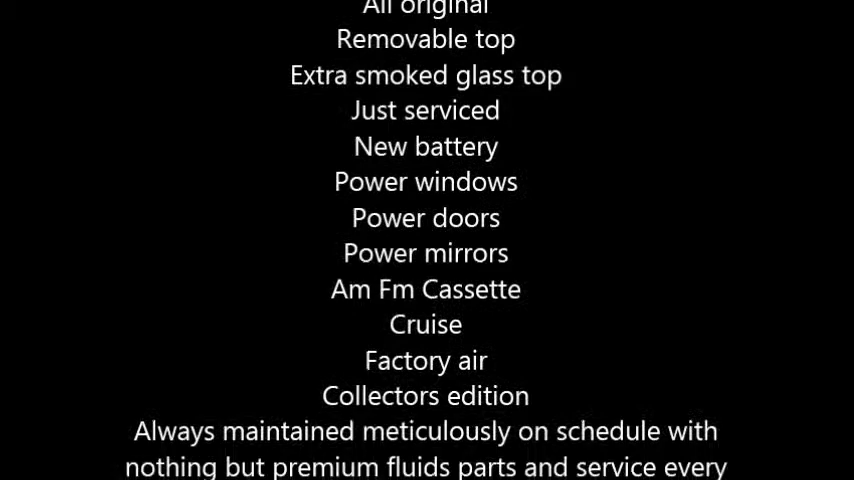 All original
Removable top
Extra smoked glass top
Just serviced
New battery
Power windows
Power doors
Power mirrors
Am Fm Cassette
Cruise
Factory air
Collectors edition
Always maintained meticulously on schedule with
nothing but premium fluids parts and service every